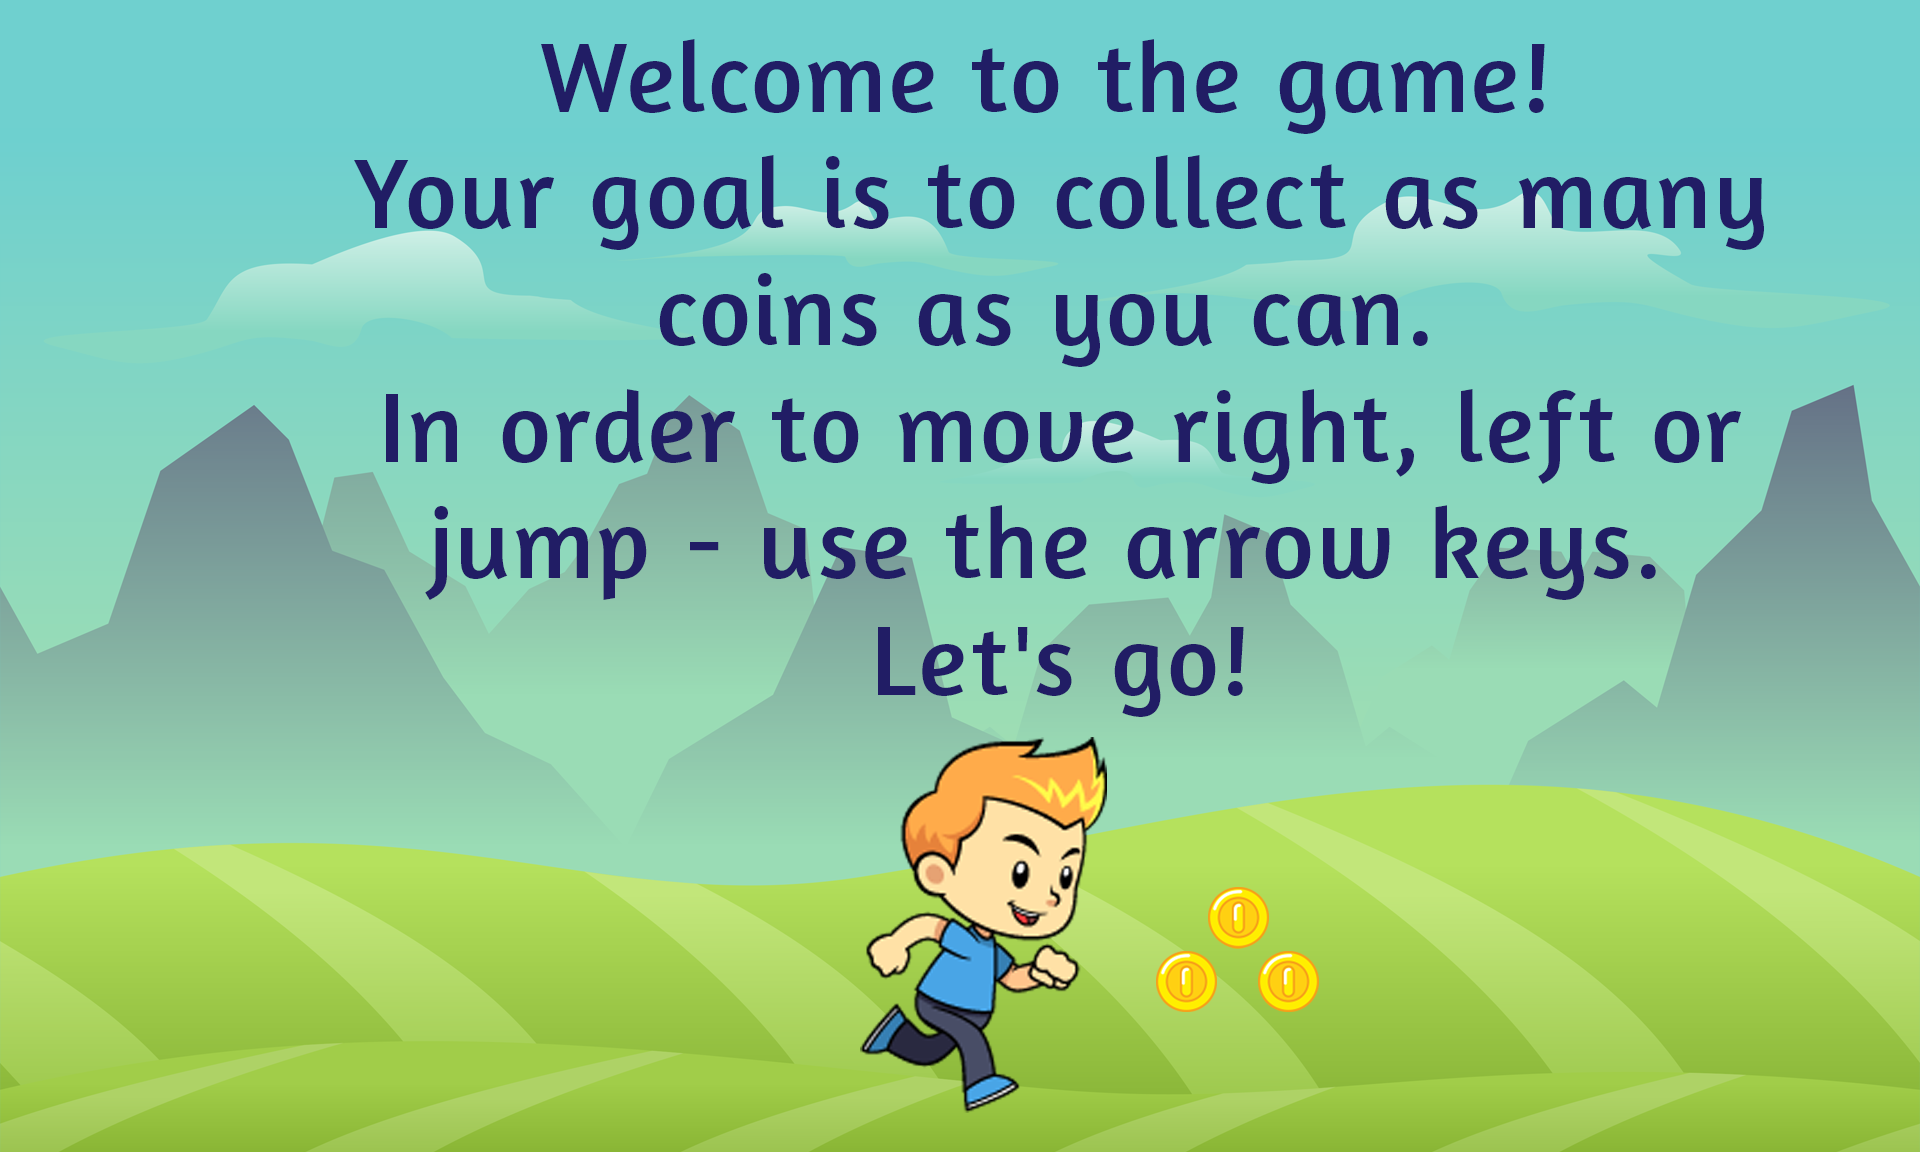 Welcome to the game!
Your goal is to collect as many
coins as you can.
In order to move right, left or
jump - use the arrow keys.
Let's go!